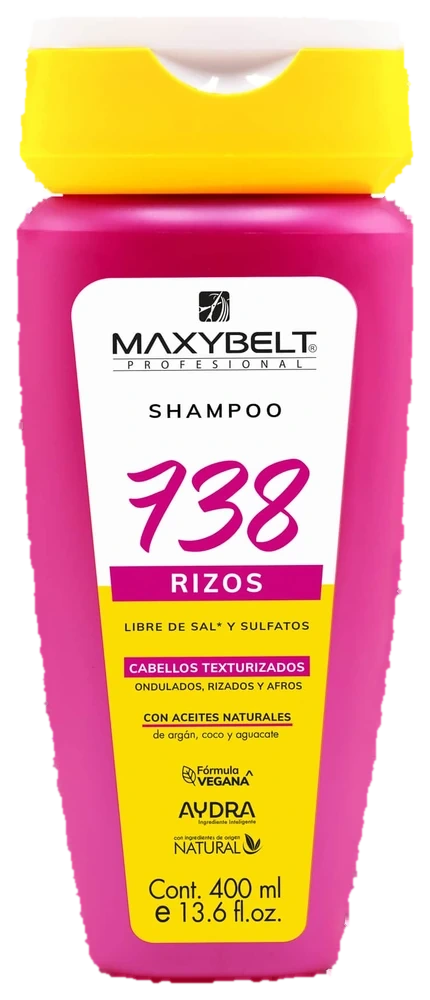 MAXYBELT®
PROFESIONAL
SHAMPOO
738
RIZOS
LIBRE DE SAL* Y SULFATOS
CABELLOS TEXTURIZADOS
ONDULADOS, RIZADOS Y AFROS
CON ACEITES NATURALES
de argán, coco y aguacate
Fórmula
VEGANA^
AYDRA
Ingrediente Inteligente
con ingredientes de origen
NATURAL
Cont. 400 ml
e 13.6 fl.oz.